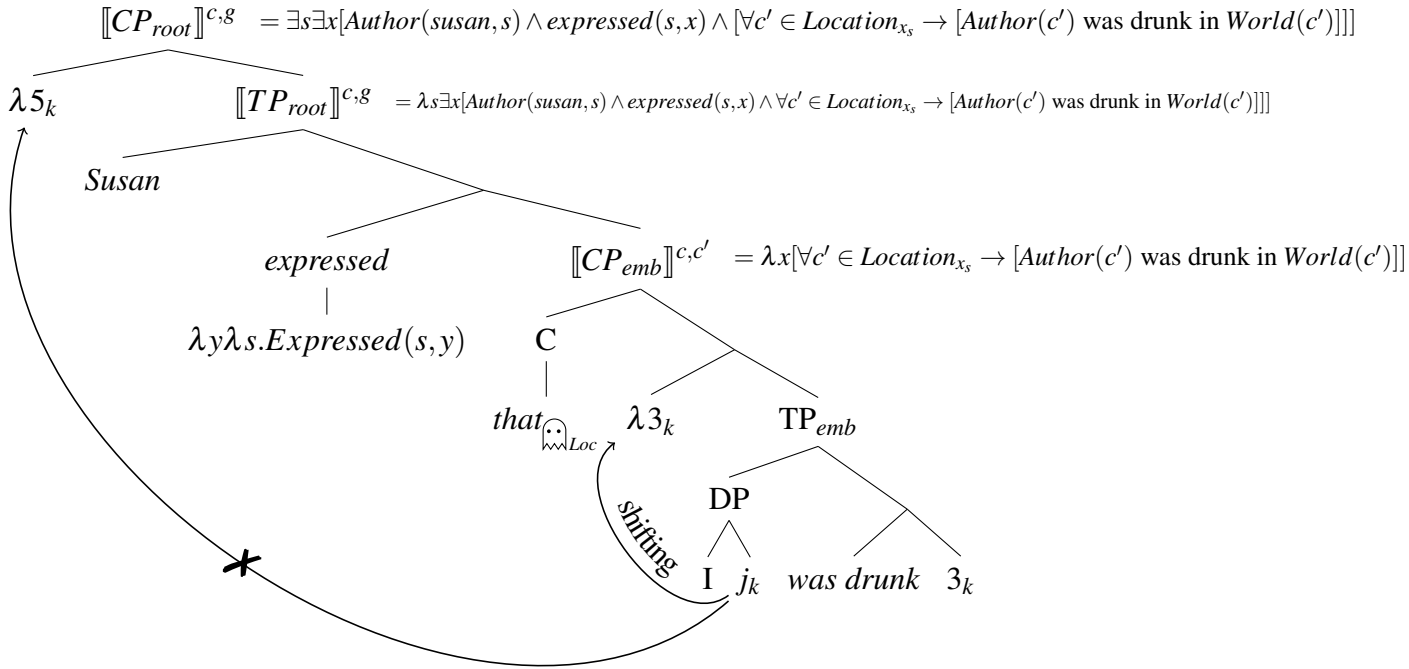 ⟦CP_root⟧^{c,g} = ∃s∃x[Author(susan,s) ∧ expressed(s,x) ∧ [∀c′ ∈ Location_{x_s} → [Author(c′) was drunk in World(c′)]]]
λ5_k ⟦TP_root⟧^{c,g} = λs∃x[Author(susan,s) ∧ expressed(s,x) ∧ ∀c′ ∈ Location_{x_s} → [Author(c′) was drunk in World(c′)]]]
Susan
expressed ⟦CP_emb⟧^{c,c′} = λx[∀c′ ∈ Location_{x_s} → [Author(c′) was drunk in World(c′)]]
λyλs.Expressed(s,y) C
that_{Loc} λ3_k TP_emb
DP
shifting
I j_k was drunk 3_k